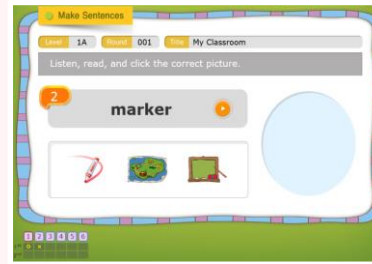 Make Sentences
Level 1A Round 001 Title My Classroom
Listen, read, and click the correct picture.
2
marker
1 2 3 4 5 6